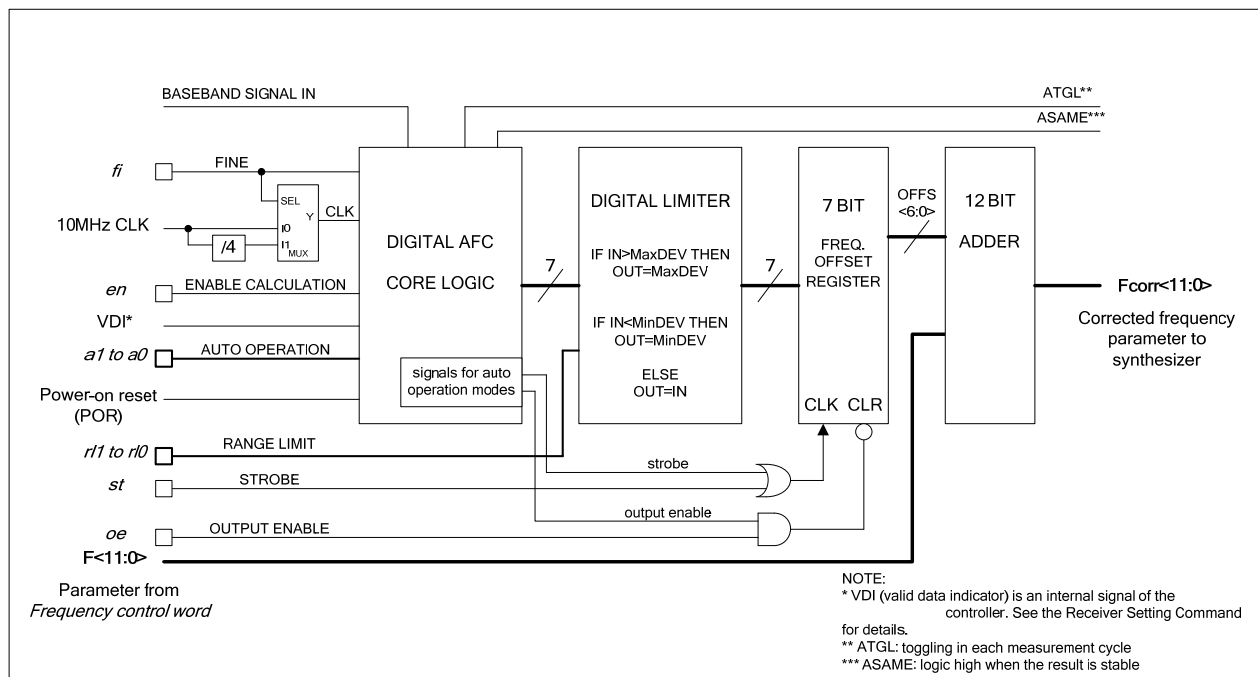 BASEBAND SIGNAL IN
ATGL**
ASAME***
fi
FINE
SEL
Y
I0
I1
MUX
CLK
10MHz CLK
/4
en
ENABLE CALCULATION
VDI*
a1 to a0
AUTO OPERATION
Power-on reset
(POR)
rl1 to rl0
RANGE LIMIT
st
STROBE
oe
OUTPUT ENABLE
F<11:0>
Parameter from
Frequency control word
DIGITAL AFC
CORE LOGIC
signals for auto
operation modes
7
DIGITAL LIMITER
IF IN>MaxDEV THEN
OUT=MaxDEV
IF IN<MinDEV THEN
OUT=MinDEV
ELSE
OUT=IN
7
strobe
output enable
7 BIT
FREQ.
OFFSET
REGISTER
CLK CLR
OFFS
<6:0>
12 BIT
ADDER
Fcorr<11:0>
Corrected frequency
parameter to
synthesizer
NOTE:
* VDI (valid data indicator) is an internal signal of the
controller. See the Receiver Setting Command
for details.
** ATGL: toggling in each measurement cycle
*** ASAME: logic high when the result is stable